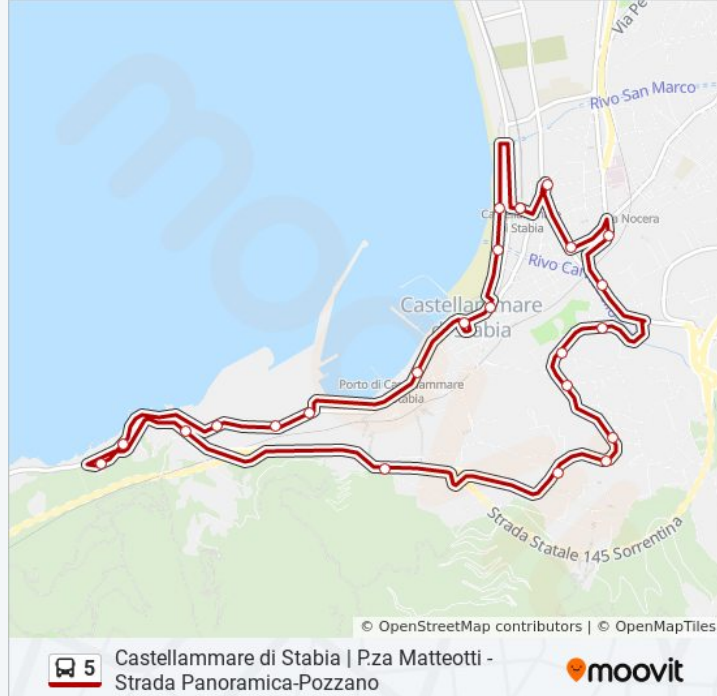 Via Pe
Rivo San Marco
a Nocera
di Stabia
Rivo Ca
Castellammare
di Stabia
Porto di Castellammare
Stabia
Strada Statale 145 Sorrentina
© OpenStreetMap contributors | © OpenMapTiles
5
Castellammare di Stabia | P.za Matteotti -
Strada Panoramica-Pozzano
moovit